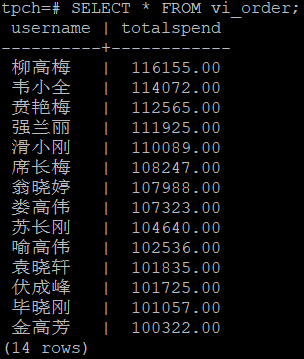 tpch=# SELECT * FROM vi_order;
 username | totalspend
----------+------------
 柳高梅   |  116155.00
 韦小全   |  114072.00
 贲艳梅   |  112565.00
 强兰丽   |  111925.00
 滑小刚   |  110089.00
 席长梅   |  108247.00
 翁晓婷   |  107988.00
 娄高伟   |  107323.00
 苏长刚   |  104640.00
 喻高伟   |  102536.00
 袁晓轩   |  101835.00
 伏成峰   |  101725.00
 毕晓刚   |  101057.00
 金高芳   |  100322.00
(14 rows)